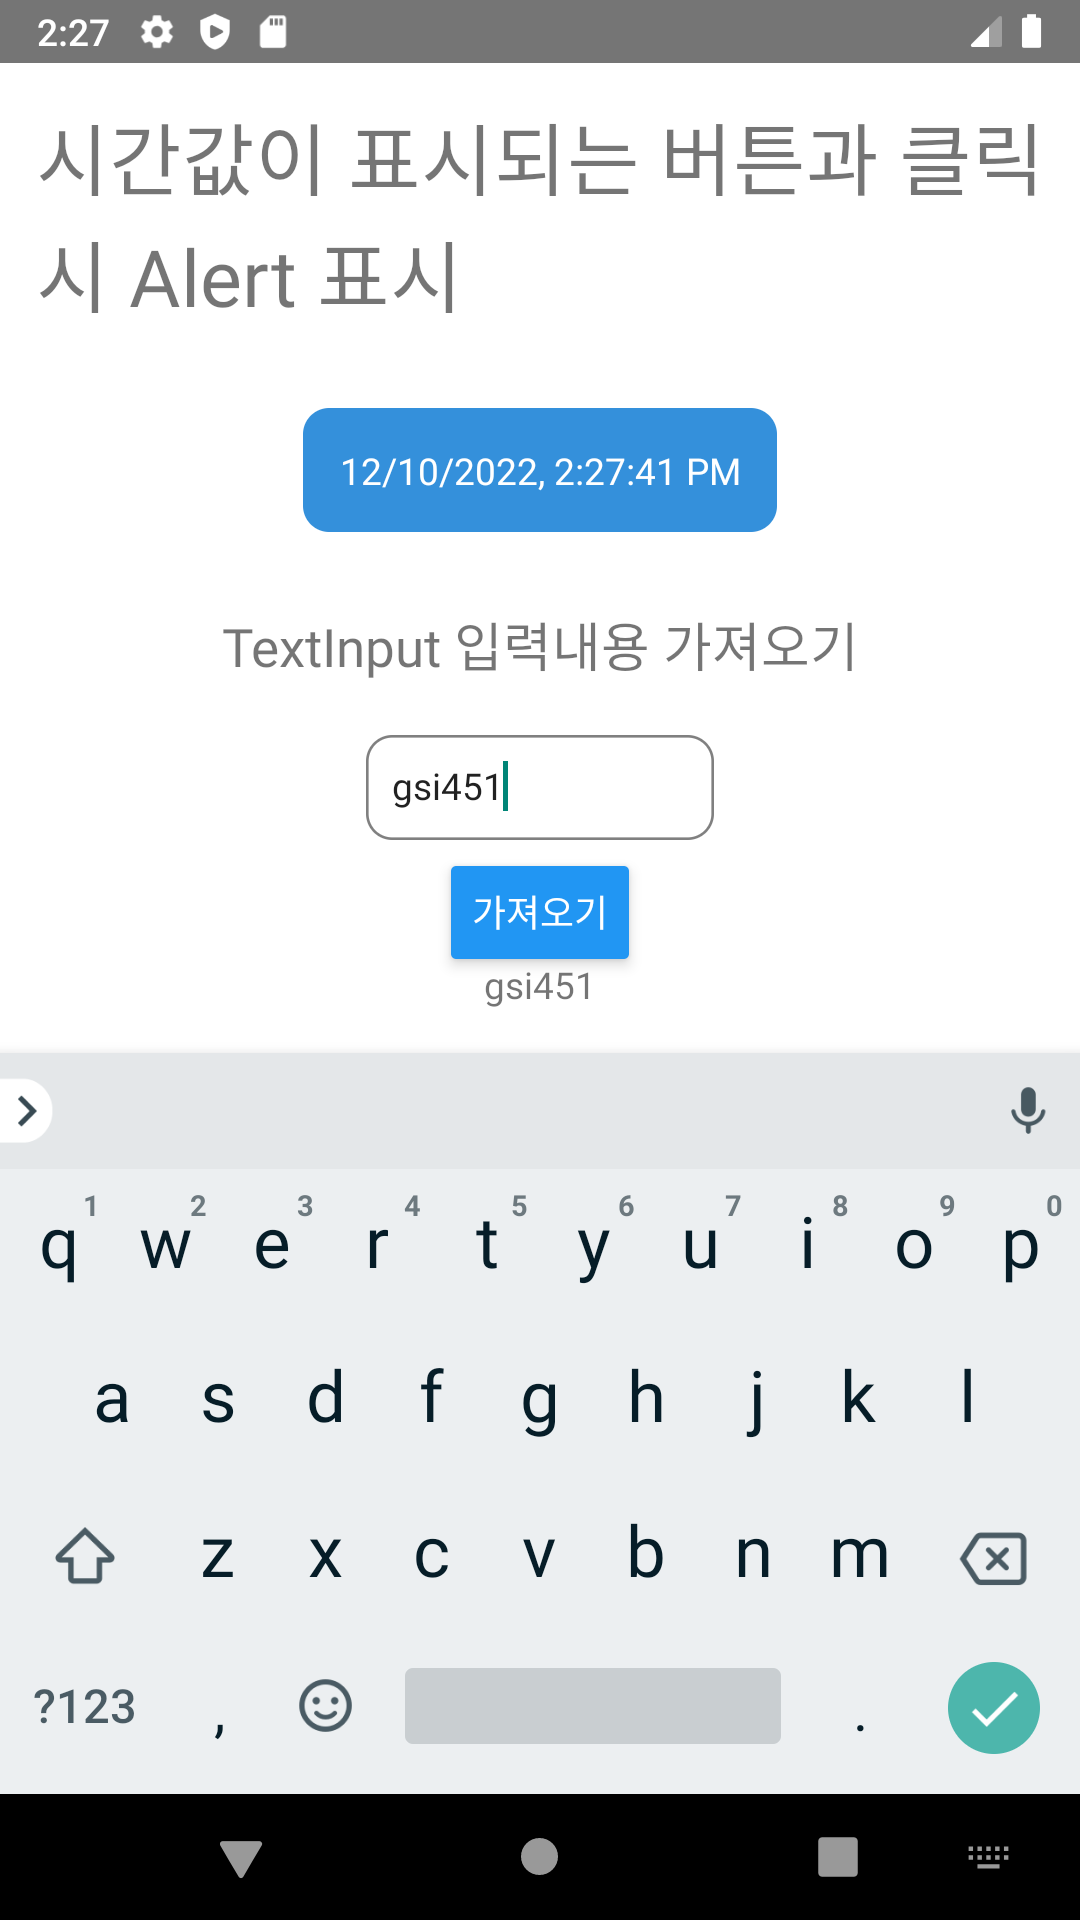 2:27
시간값이 표시되는 버튼과 클릭
시 Alert 표시
12/10/2022, 2:27:41 PM
TextInput 입력내용 가져오기
gsi451
가져오기
gsi451
1 2 3 4 5 6 7 8 9 0
q w e r t y u i o p
a s d f g h j k l
z x c v b n m
?123 , .